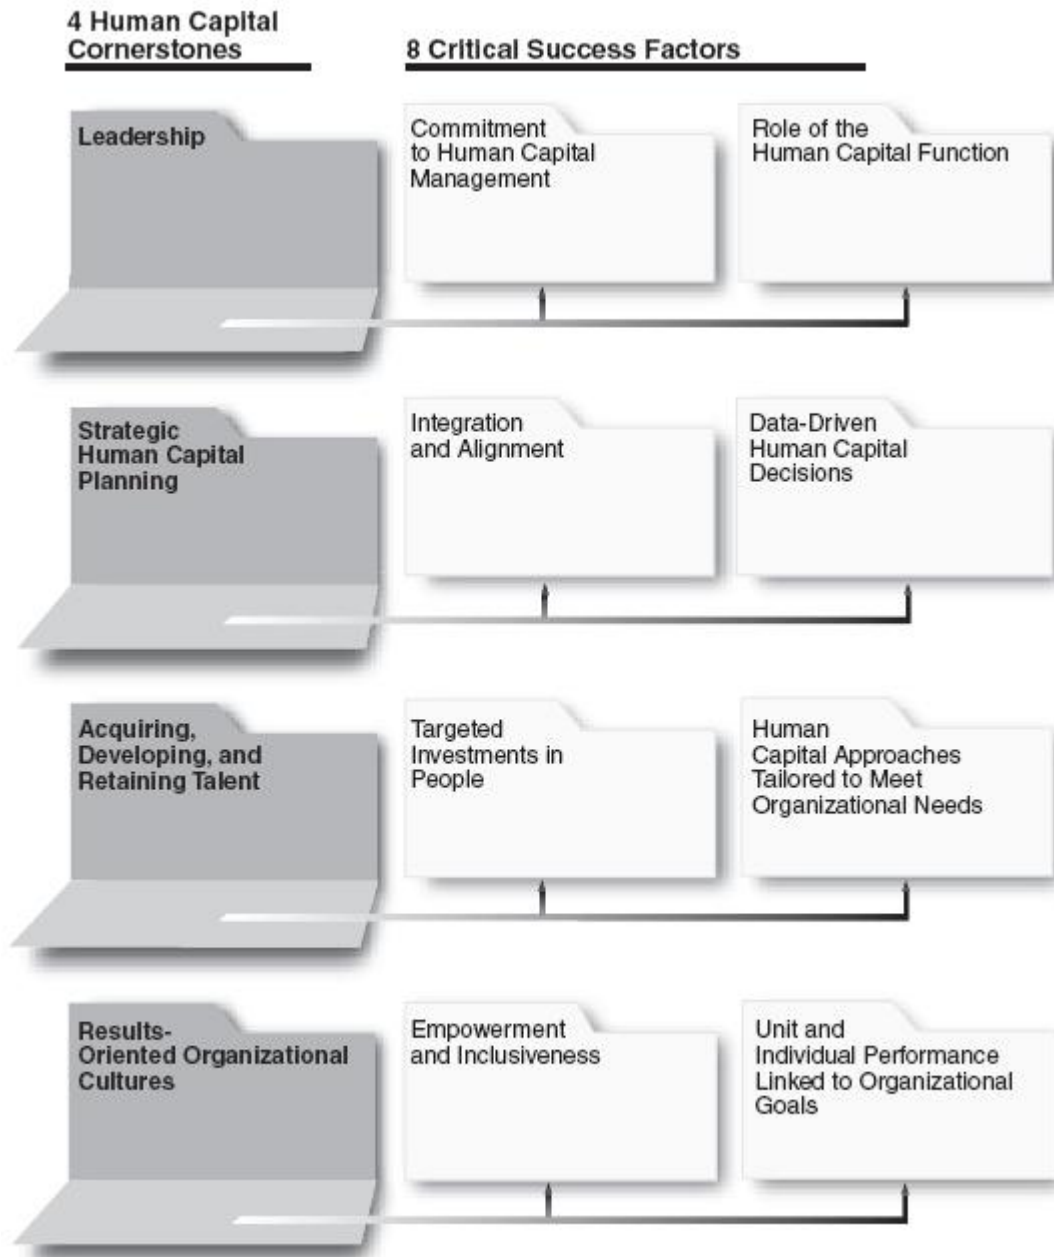 4 Human Capital
Cornerstones
8 Critical Success Factors
Leadership
Commitment
to Human Capital
Management
Role of the
Human Capital Function
Strategic
Human Capital
Planning
Integration
and Alignment
Data-Driven
Human Capital
Decisions
Acquiring,
Developing, and
Retaining Talent
Targeted
Investments in
People
Human
Capital Approaches
Tailored to Meet
Organizational Needs
Results-
Oriented Organizational
Cultures
Empowerment
and Inclusiveness
Unit and
Individual Performance
Linked to Organizational
Goals